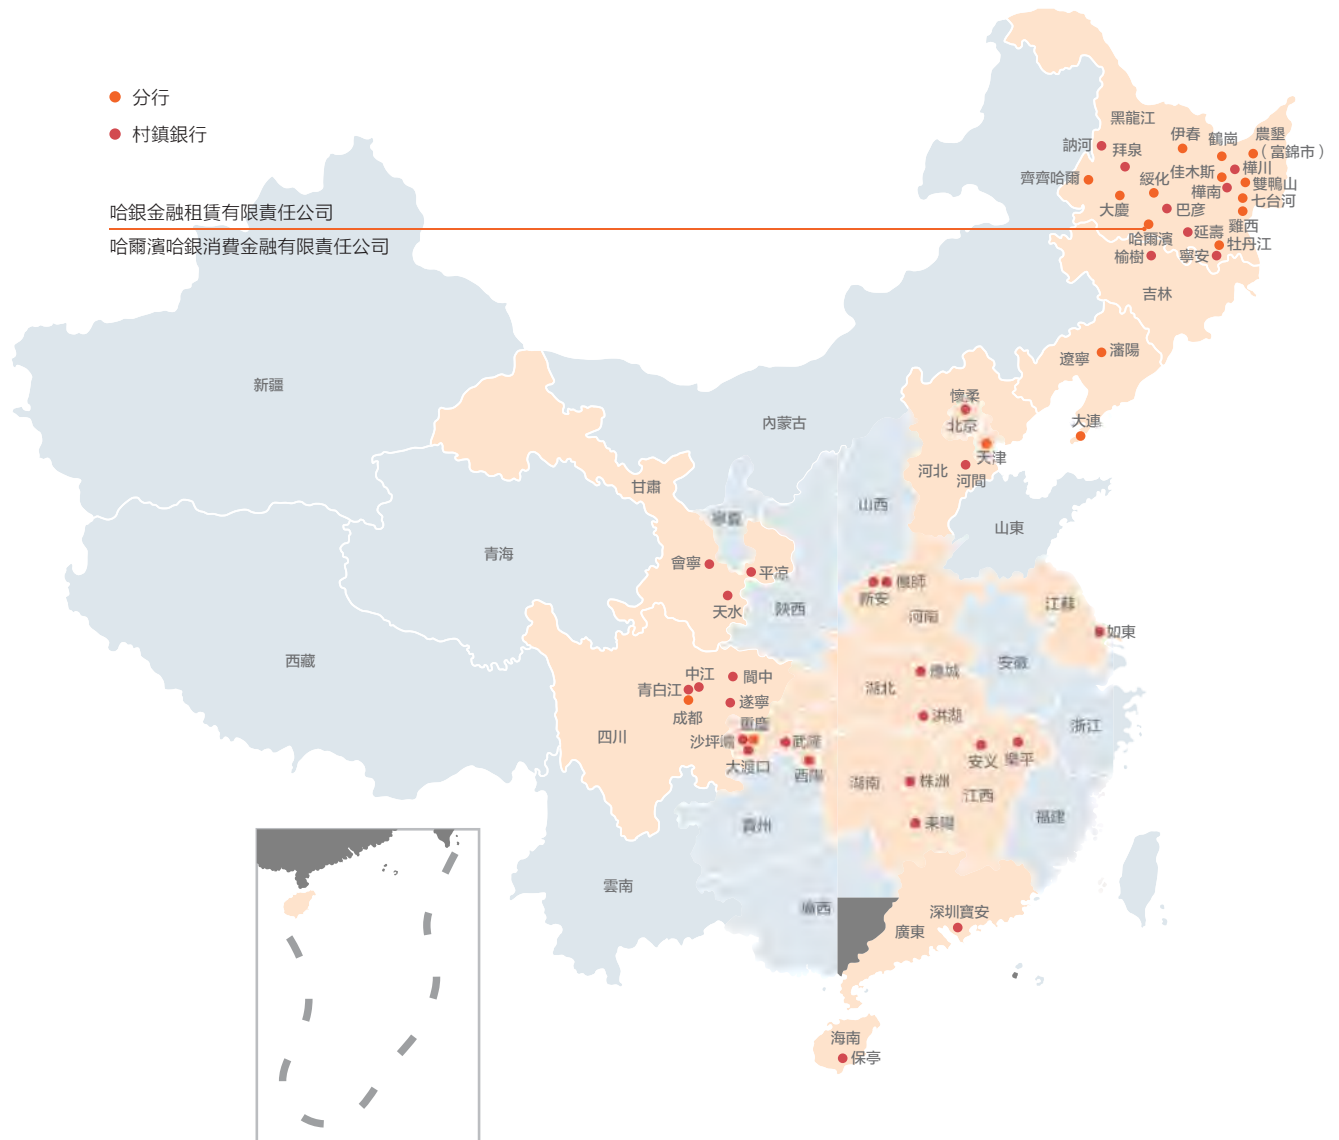 分行
村鎮銀行
哈銀金融租賃有限責任公司
哈爾濱哈銀消費金融有限責任公司
黑龍江
訥河
拜泉
伊春
鶴崗
農墾
（富錦市）
齊齊哈爾
綏化
佳木斯
樺川
雙鴨山
樺南
七台河
大慶
巴彥
雞西
哈爾濱
延壽
牡丹江
榆樹
寧安
吉林
遼寧
瀋陽
大連
新疆
內蒙古
懷柔
北京
天津
河北
河間
甘肅
寧夏
山西
山東
青海
會寧
平涼
天水
陝西
新安
偃師
河南
江蘇
如東
西藏
安徽
中江
閬中
青白江
遂寧
成都
應城
湖北
洪湖
浙江
四川
重慶
沙坪壩
大渡口
武隆
酉陽
安义
樂平
湖南
株洲
江西
耒陽
貴州
福建
雲南
廣西
深圳寶安
廣東
海南
保亭